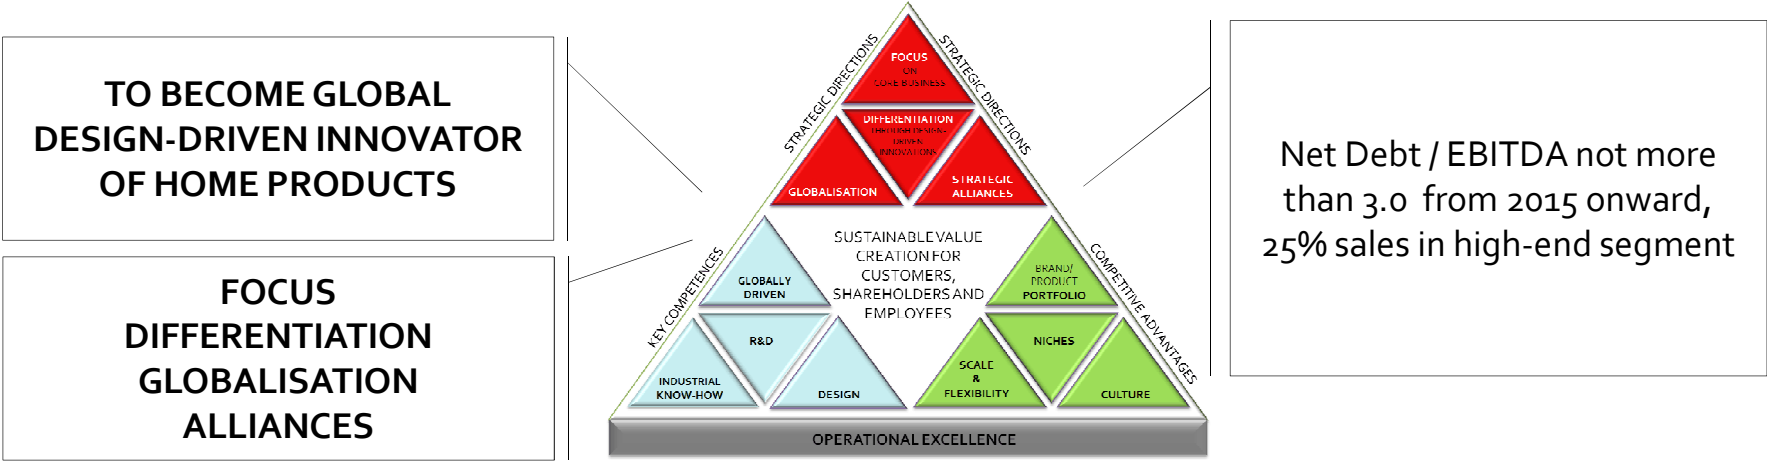 TO BECOME GLOBAL
DESIGN-DRIVEN INNOVATOR
OF HOME PRODUCTS
FOCUS
DIFFERENTIATION
GLOBALISATION
ALLIANCES
STRATEGIC DIRECTIONS
STRATEGIC DIRECTIONS
FOCUS
ON
CORE BUSINESS
DIFFERENTIATION
THROUGH DESIGN-
DRIVEN
INNOVATIONS
GLOBALISATION
STRATEGIC
ALLIANCES
SUSTAINABLE VALUE
CREATION FOR
CUSTOMERS,
SHAREHOLDERS AND
EMPLOYEES
KEY COMPETENCES
GLOBALLY
DRIVEN
R&D
INDUSTRIAL
KNOW-HOW
DESIGN
COMPETITIVE ADVANTAGES
BRAND/
PRODUCT
PORTFOLIO
NICHES
SCALE
&
FLEXIBILITY
CULTURE
OPERATIONAL EXCELLENCE
Net Debt / EBITDA not more
than 3.0 from 2015 onward,
25% sales in high-end segment